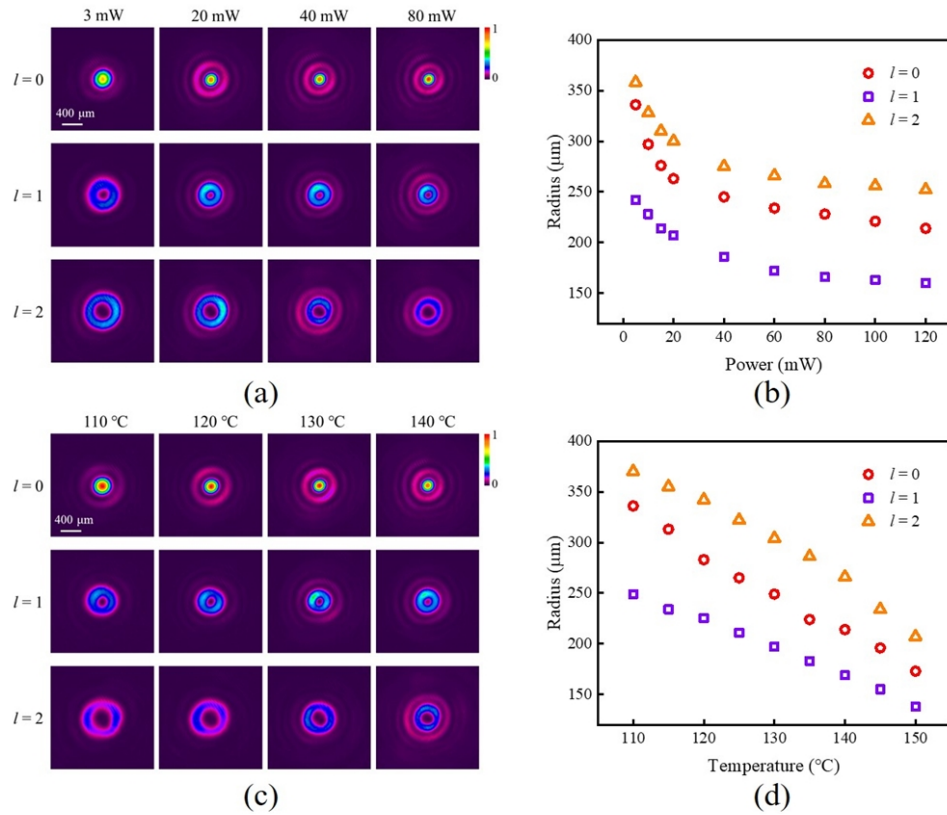 3 mW 20 mW 40 mW 80 mW
l=0
400 μm
1
0
l=1
l=2
(a)
400
350
300
250
200
150
Radius (μm)
l = 0
l = 1
l = 2
0 20 40 60 80 100 120
Power (mW)
(b)
110 ℃ 120 ℃ 130 ℃ 140 ℃
l=0
400 μm
1
0
l=1
l=2
(c)
400
350
300
250
200
150
Radius (μm)
l = 0
l = 1
l = 2
110 120 130 140 150
Temperature (℃)
(d)